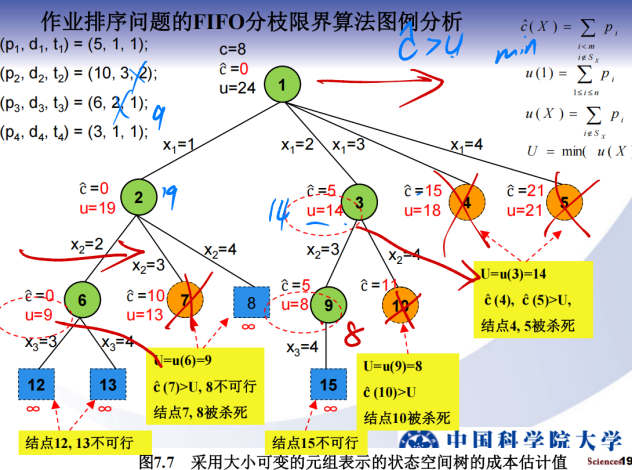 作业排序问题的FIFO分枝限界算法图例分析
(p₁, d₁, t₁) = (5, 1, 1);
(p₂, d₂, t₂) = (10, 3, 2);
(p₃, d₃, t₃) = (6, 2, 1);
(p₄, d₄, t₄) = (3, 1, 1);
9
ĉ>U
min
ĉ(X) = ∑ pᵢ
i<m
i∉Sₓ
u(1) = ∑ pᵢ
1≤i≤n
u(X) = ∑ pᵢ
i∉Sₓ
U = min( u(X
c=8
ĉ=0
u=24
1
x₁=1
x₁=2
x₁=3
x₁=4
ĉ=0
u=19
2
19
ĉ=5
u=14
3
14
ĉ=15
u=18
4
ĉ=21
u=21
5
x₂=2
x₂=3
x₂=4
x₂=3
x₂=4
ĉ=0
u=9
6
ĉ=10
u=13
7
8
∞
ĉ=5
u=8
9
8
ĉ=11
10
U=u(3)=14
ĉ(4), ĉ(5)>U,
结点4, 5被杀死
x₃=3
x₃=4
x₃=4
12
∞
13
∞
U=u(6)=9
ĉ(7)>U, 8不可行
结点7, 8被杀死
15
∞
U=u(9)=8
ĉ(10)>U
结点10被杀死
结点12, 13不可行
结点15不可行
中国科学院大学
图7.7 采用大小可变的元组表示的状态空间树的成本估计值
Sciences
19